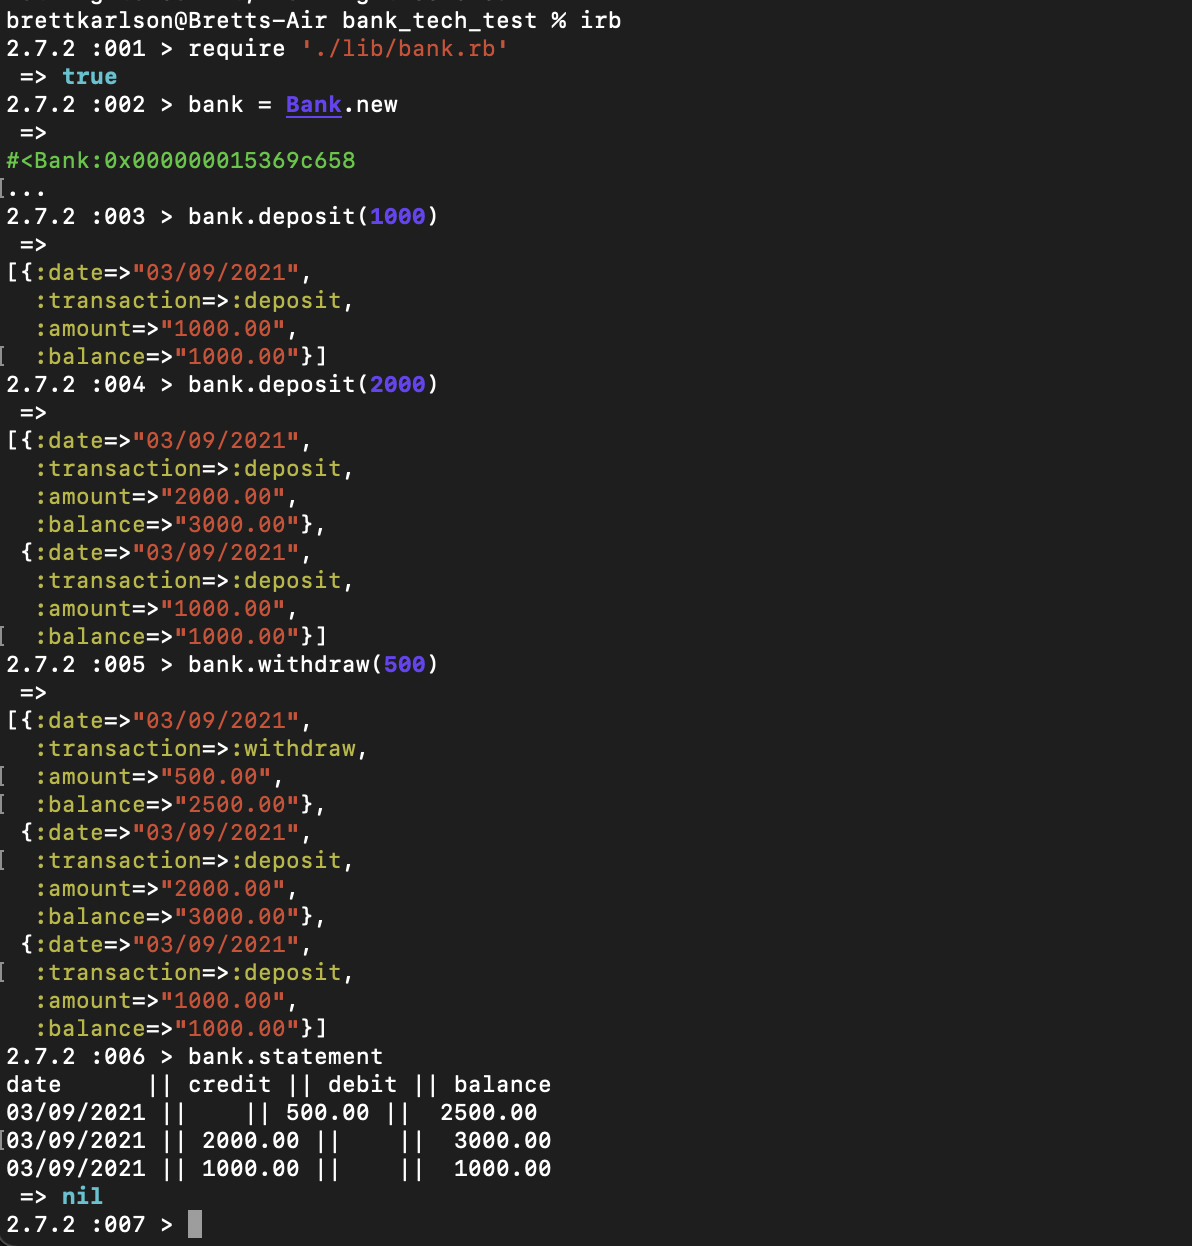 brettkarlson@Bretts-Air bank_tech_test % irb
2.7.2 :001 > require './lib/bank.rb'
 => true
2.7.2 :002 > bank = Bank.new
 =>
#<Bank:0x000000015369c658
...
2.7.2 :003 > bank.deposit(1000)
 =>
[{:date=>"03/09/2021",
  :transaction=>:deposit,
  :amount=>"1000.00",
  :balance=>"1000.00"}]
2.7.2 :004 > bank.deposit(2000)
 =>
[{:date=>"03/09/2021",
  :transaction=>:deposit,
  :amount=>"2000.00",
  :balance=>"3000.00"},
 {:date=>"03/09/2021",
  :transaction=>:deposit,
  :amount=>"1000.00",
  :balance=>"1000.00"}]
2.7.2 :005 > bank.withdraw(500)
 =>
[{:date=>"03/09/2021",
  :transaction=>:withdraw,
  :amount=>"500.00",
  :balance=>"2500.00"},
 {:date=>"03/09/2021",
  :transaction=>:deposit,
  :amount=>"2000.00",
  :balance=>"3000.00"},
 {:date=>"03/09/2021",
  :transaction=>:deposit,
  :amount=>"1000.00",
  :balance=>"1000.00"}]
2.7.2 :006 > bank.statement
date      || credit || debit || balance
03/09/2021 ||    || 500.00 ||  2500.00
03/09/2021 || 2000.00 ||    ||  3000.00
03/09/2021 || 1000.00 ||    ||  1000.00
 => nil
2.7.2 :007 >